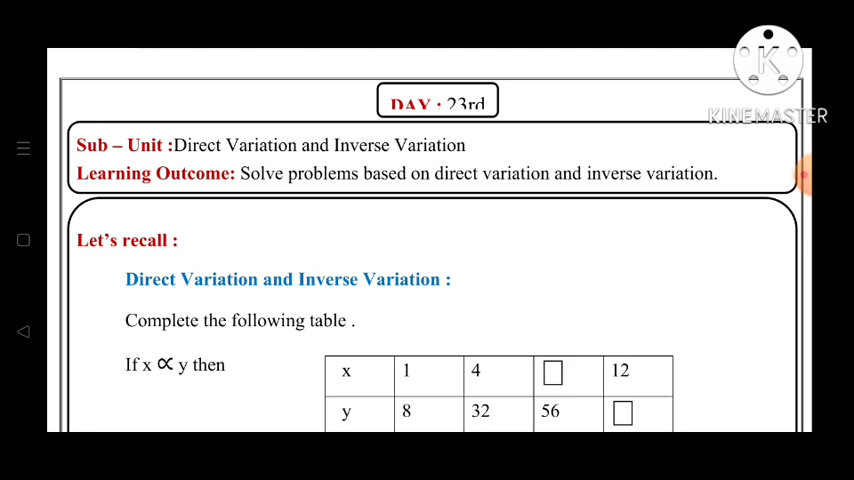 DAY : 23rd
K
KINEMASTER
Sub – Unit :Direct Variation and Inverse Variation
Learning Outcome: Solve problems based on direct variation and inverse variation.
Let's recall :
Direct Variation and Inverse Variation :
Complete the following table .
If x ∝ y then
x 1 4 □ 12
y 8 32 56 □